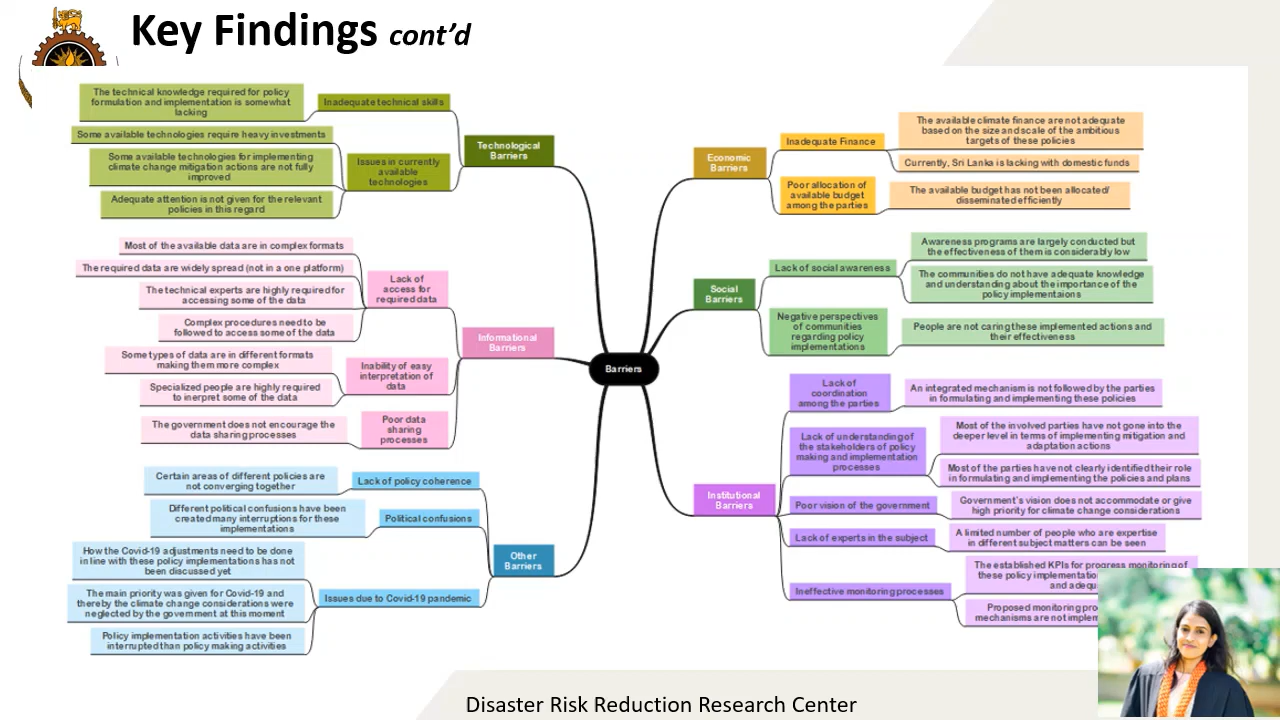 Key Findings cont’d
The technical knowledge required for policy
formulation and implementation is somewhat
lacking
Inadequate technical skills
Some available technologies require heavy investments
Some available technologies for implementing
climate change mitigation actions are not fully
improved
Adequate attention is not given for the relevant
policies in this regard
Issues in currently
available
technologies
Technological
Barriers
Most of the available data are in complex formats
The required data are widely spread (not in a one platform)
The technical experts are highly required for
accessing some of the data
Complex procedures need to be
followed to access some of the data
Lack of
access for
required data
Some types of data are in different formats
making them more complex
Specialized people are highly required
to inerpret some of the data
Inability of easy
interpretation of
data
The government does not encourage the
data sharing processes
Poor data
sharing
processes
Informational
Barriers
Certain areas of different policies are
not converging together
Lack of policy coherence
Different political confusions have been
created many interruptions for these
implementations
Political confusions
How the Covid-19 adjustments need to be done
in line with these policy implementations has not
been discussed yet
The main priority was given for Covid-19 and
thereby the climate change considerations were
neglected by the government at this moment
Policy implementation activities have been
interrupted than policy making activities
Issues due to Covid-19 pandemic
Other
Barriers
Barriers
Economic
Barriers
Inadequate Finance
The available climate finance are not adequate
based on the size and scale of the ambitious
targets of these policies
Currently, Sri Lanka is lacking with domestic funds
Poor allocation of
available budget
among the parties
The available budget has not been allocated/
disseminated efficiently
Social
Barriers
Lack of social awareness
Awareness programs are largely conducted but
the effectiveness of them is considerably low
The communities do not have adequate knowledge
and understanding about the importance of the
policy implementaions
Negative perspectives
of communities
regarding policy
implementations
People are not caring these implemented actions and
their effectiveness
Institutional
Barriers
Lack of
coordination
among the parties
An integrated mechanism is not followed by the parties
in formulating and implementing these policies
Lack of understanding of
the stakeholders of policy
making and implementation
processes
Most of the involved parties have not gone into the
deeper level in terms of implementing mitigation and
adaptation actions
Most of the parties have not clearly identified their role
in formulating and implementing the policies and plans
Poor vision of the government
Government's vision does not accommodate or give
high priority for climate change considerations
Lack of experts in the subject
A limited number of people who are expertise
in different subject matters can be seen
Ineffective monitoring processes
The established KPIs for progress monitoring of
these policy implementation
and adequ
Proposed monitoring pro
mechanisms are not implem
Disaster Risk Reduction Research Center